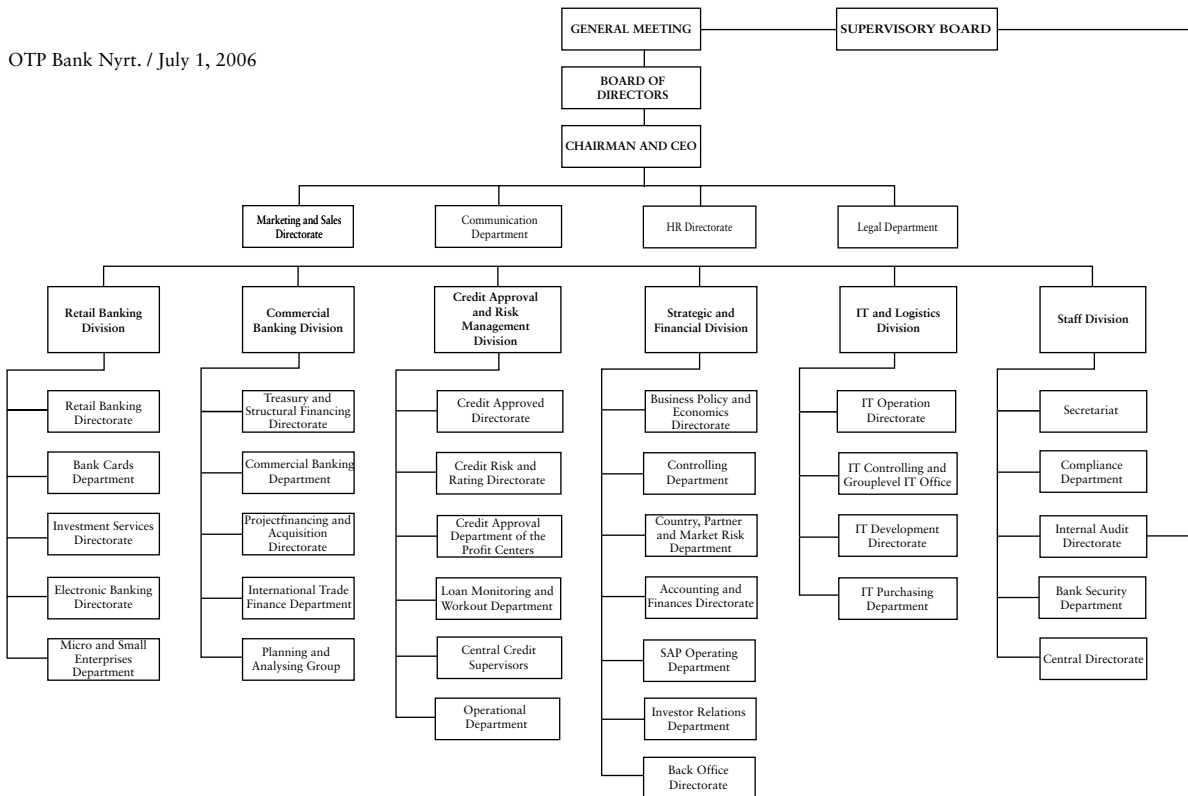 GENERAL MEETING
SUPERVISORY BOARD
OTP Bank Nyrt. / July 1, 2006
BOARD OF
DIRECTORS
CHAIRMAN AND CEO
Marketing and Sales
Directorate
Communication
Department
HR Directorate
Legal Department
Retail Banking
Division
Commercial
Banking Division
Credit Approval
and Risk
Management
Division
Strategic and
Financial Division
IT and Logistics
Division
Staff Division
Retail Banking
Directorate
Bank Cards
Department
Investment Services
Directorate
Electronic Banking
Directorate
Micro and Small
Enterprises
Department
Treasury and
Structural Financing
Directorate
Commercial Banking
Department
Projectfinancing and
Acquisition
Directorate
International Trade
Finance Department
Planning and
Analysing Group
Credit Approved
Directorate
Credit Risk and
Rating Directorate
Credit Approval
Department of the
Profit Centers
Loan Monitoring and
Workout Department
Central Credit
Supervisors
Operational
Department
Business Policy and
Economics
Directorate
Controlling
Department
Country, Partner
and Market Risk
Department
Accounting and
Finances Directorate
SAP Operating
Department
Investor Relations
Department
Back Office
Directorate
IT Operation
Directorate
IT Controlling and
Grouplevel IT Office
IT Development
Directorate
IT Purchasing
Department
Secretariat
Compliance
Department
Internal Audit
Directorate
Bank Security
Department
Central Directorate